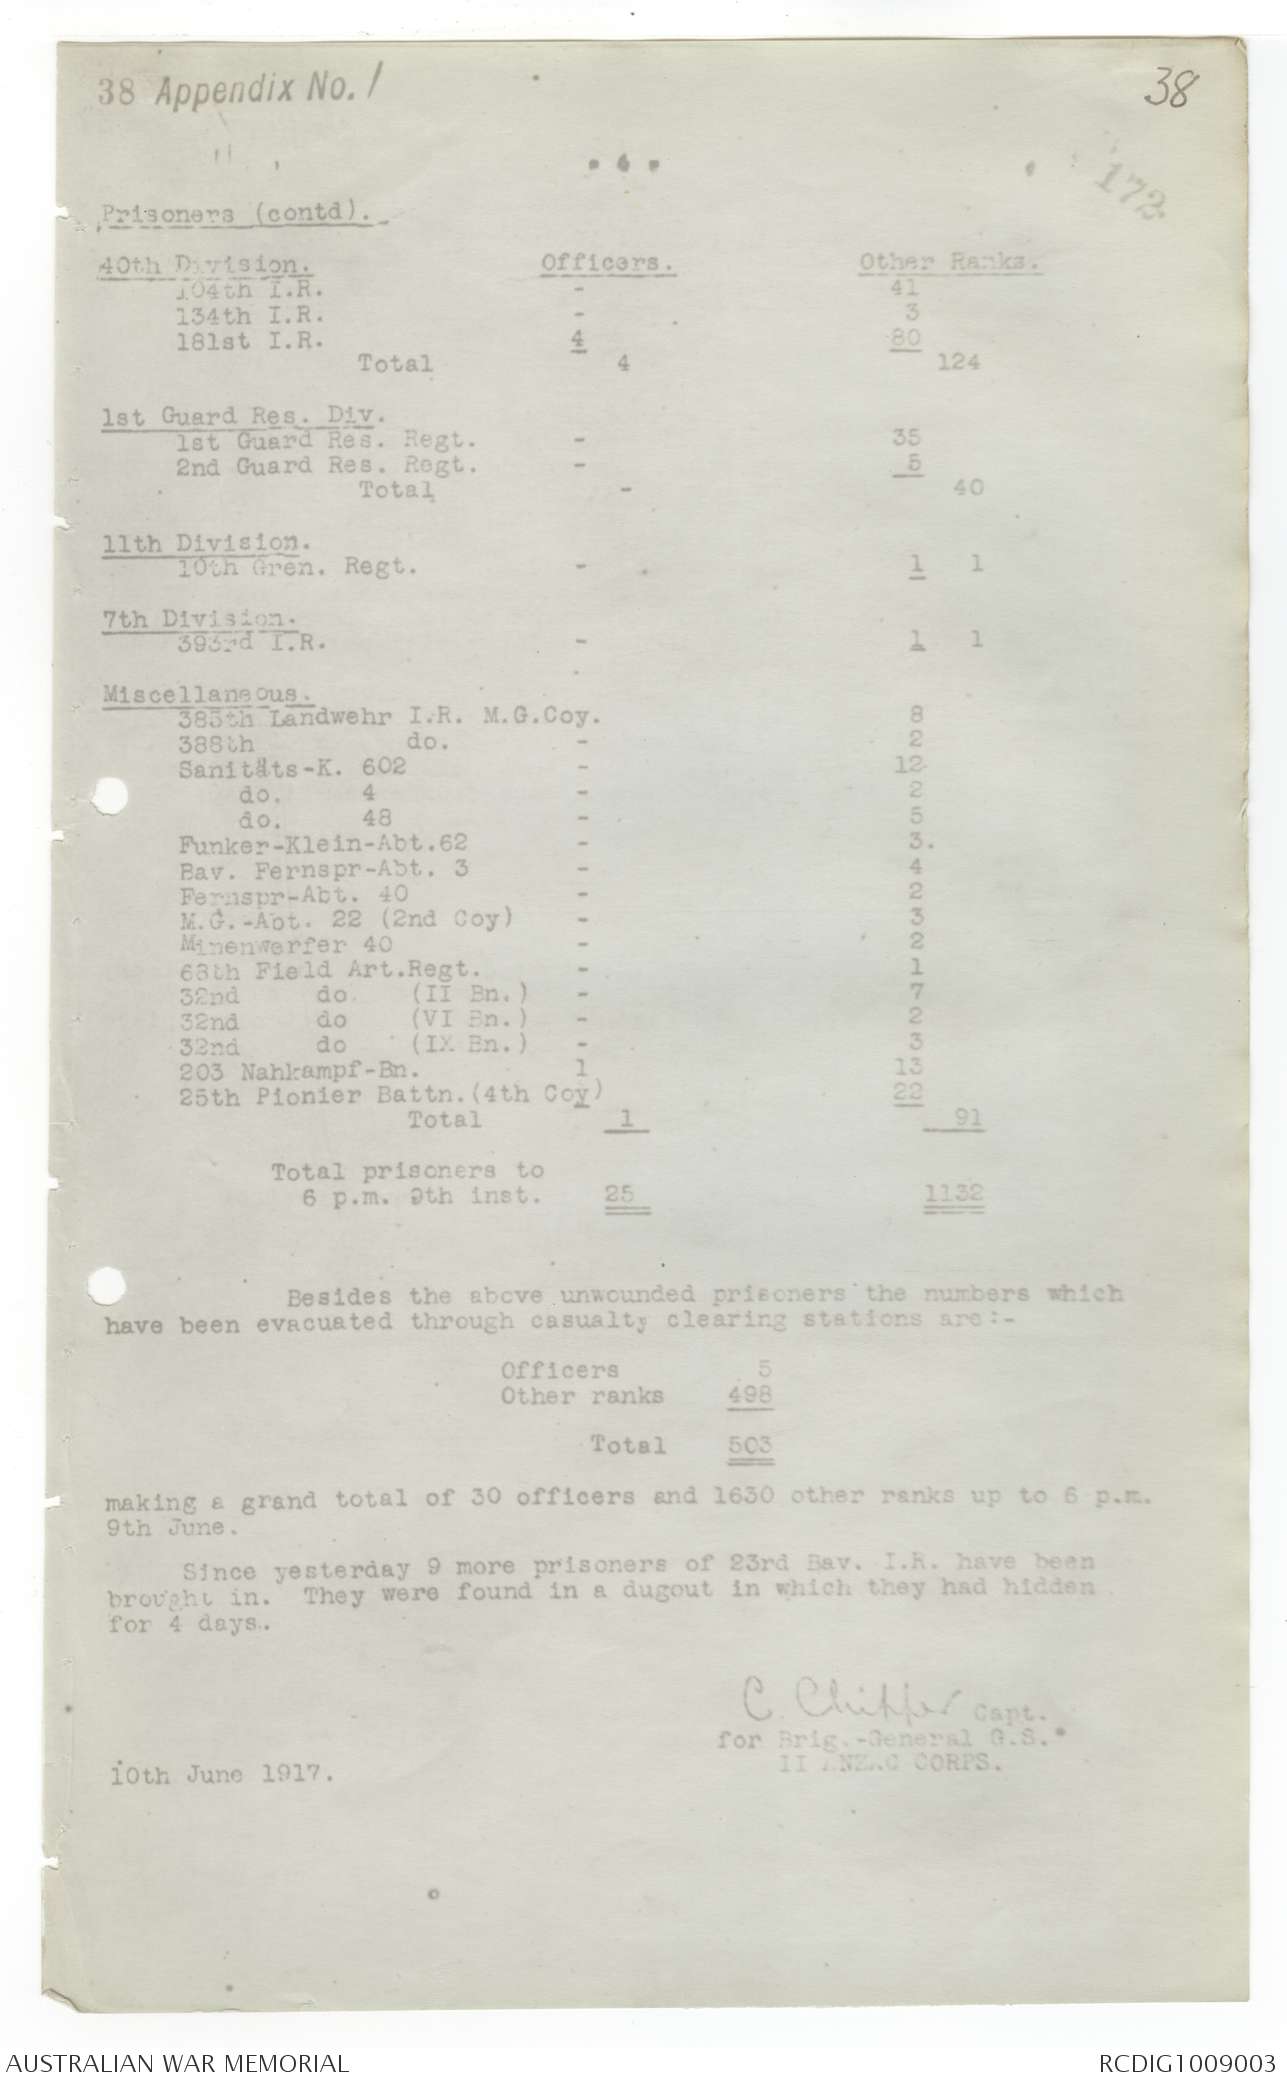 38 Appendix No. 1
38
172
Prisoners (contd).
40th Division. Officers. Other Ranks.
104th I.R. - 41
134th I.R. - 3
181st I.R. 4 80
Total 4 124
1st Guard Res. Div.
1st Guard Res. Regt. - 35
2nd Guard Res. Regt. - 5
Total - 40
11th Division.
10th Gren. Regt. - 1 1
7th Division.
393rd I.R. - 1 1
Miscellaneous.
385th Landwehr I.R. M.G.Coy. 8
388th do. - 2
Sanitäts-K. 602 - 12
do. 4 - 2
do. 48 - 5
Funker-Klein-Abt.62 - 3.
Bav. Fernspr-Abt. 3 - 4
Fernspr-Abt. 40 - 2
M.G.-Abt. 22 (2nd Coy) - 3
Minenwerfer 40 - 2
63th Field Art.Regt. - 1
32nd do (II Bn.) - 7
32nd do (VI Bn.) - 2
32nd do (IX Bn.) - 3
203 Nahkampf-Bn. 1 13
25th Pionier Battn.(4th Coy) 22
Total 1 91
Total prisoners to
6 p.m. 9th inst. 25 1132
Besides the above unwounded prisoners the numbers which
have been evacuated through casualty clearing stations are:-
Officers 5
Other ranks 498
Total 503
making a grand total of 30 officers and 1630 other ranks up to 6 p.m.
9th June.
Since yesterday 9 more prisoners of 23rd Bav. I.R. have been
brought in. They were found in a dugout in which they had hidden
for 4 days.
C. Capt.
for Brig.-General G.S.
II ANZAC CORPS.
10th June 1917.
AUSTRALIAN WAR MEMORIAL RCDIG1009003